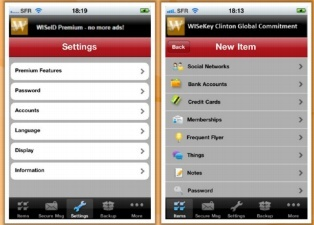 SFR 18:19
WISeID Premium - no more ads!
Settings
Premium Features
Password
Accounts
Language
Display
Information
Items Secure Msg Settings Backup More
SFR 18:13
WISeKey Clinton Global Commitment
Back New Item
Social Networks
Bank Accounts
Credit Cards
Memberships
Frequent Flyer
Things
Notes
Password
Items Secure Msg Settings Backup More